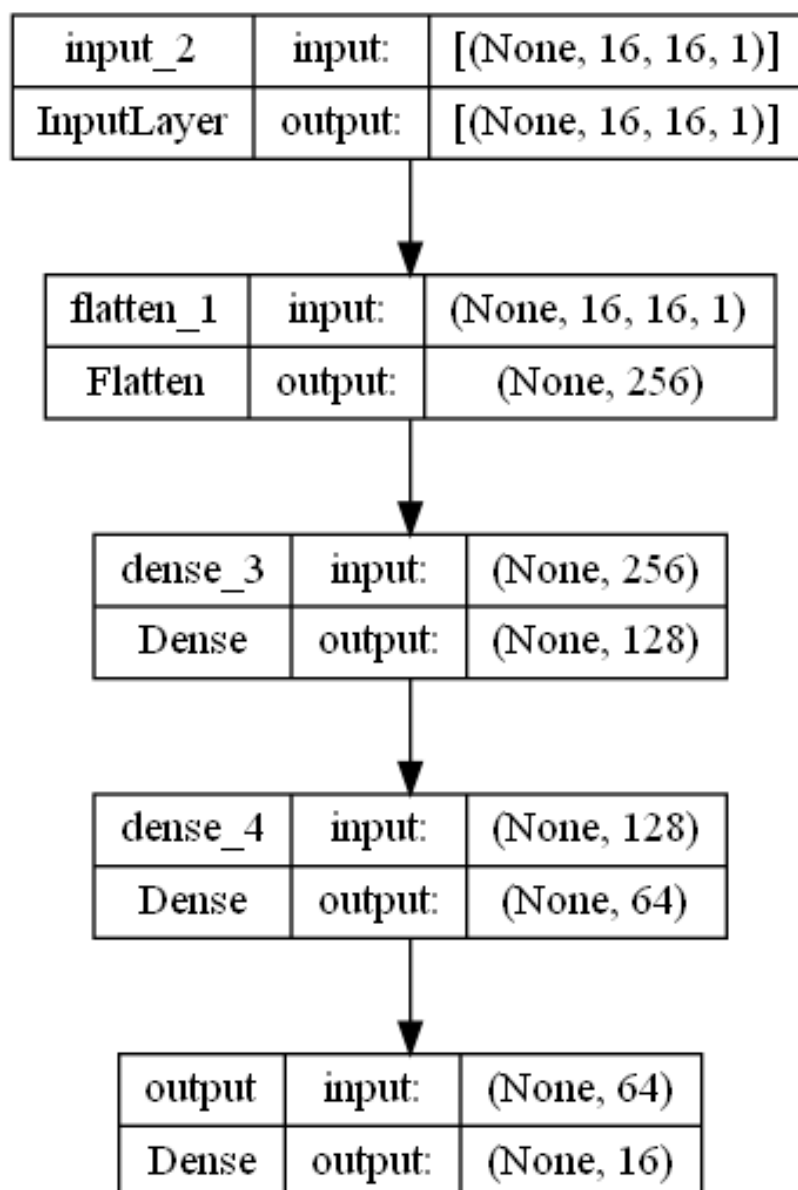 input_2 input: [(None, 16, 16, 1)]
InputLayer output: [(None, 16, 16, 1)]
flatten_1 input: (None, 16, 16, 1)
Flatten output: (None, 256)
dense_3 input: (None, 256)
Dense output: (None, 128)
dense_4 input: (None, 128)
Dense output: (None, 64)
output input: (None, 64)
Dense output: (None, 16)